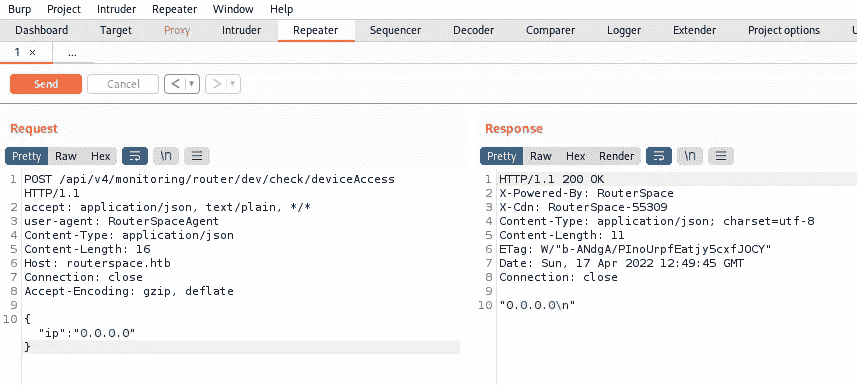 Burp Project Intruder Repeater Window Help
Dashboard Target Proxy Intruder Repeater Sequencer Decoder Comparer Logger Extender Project options U
1 × ...
Send Cancel < ▾ > ▾
Request
Pretty Raw Hex \n
1 POST /api/v4/monitoring/router/dev/check/deviceAccess
HTTP/1.1
2 accept: application/json, text/plain, */*
3 user-agent: RouterSpaceAgent
4 Content-Type: application/json
5 Content-Length: 16
6 Host: routerspace.htb
7 Connection: close
8 Accept-Encoding: gzip, deflate
9
10 {
"ip":"0.0.0.0"
}
Response
Pretty Raw Hex Render \n
1 HTTP/1.1 200 OK
2 X-Powered-By: RouterSpace
3 X-Cdn: RouterSpace-55309
4 Content-Type: application/json; charset=utf-8
5 Content-Length: 11
6 ETag: W/"b-ANdgA/PInoUrpfEatjy5cxfJOCY"
7 Date: Sun, 17 Apr 2022 12:49:45 GMT
8 Connection: close
9
10 "0.0.0.0\n"